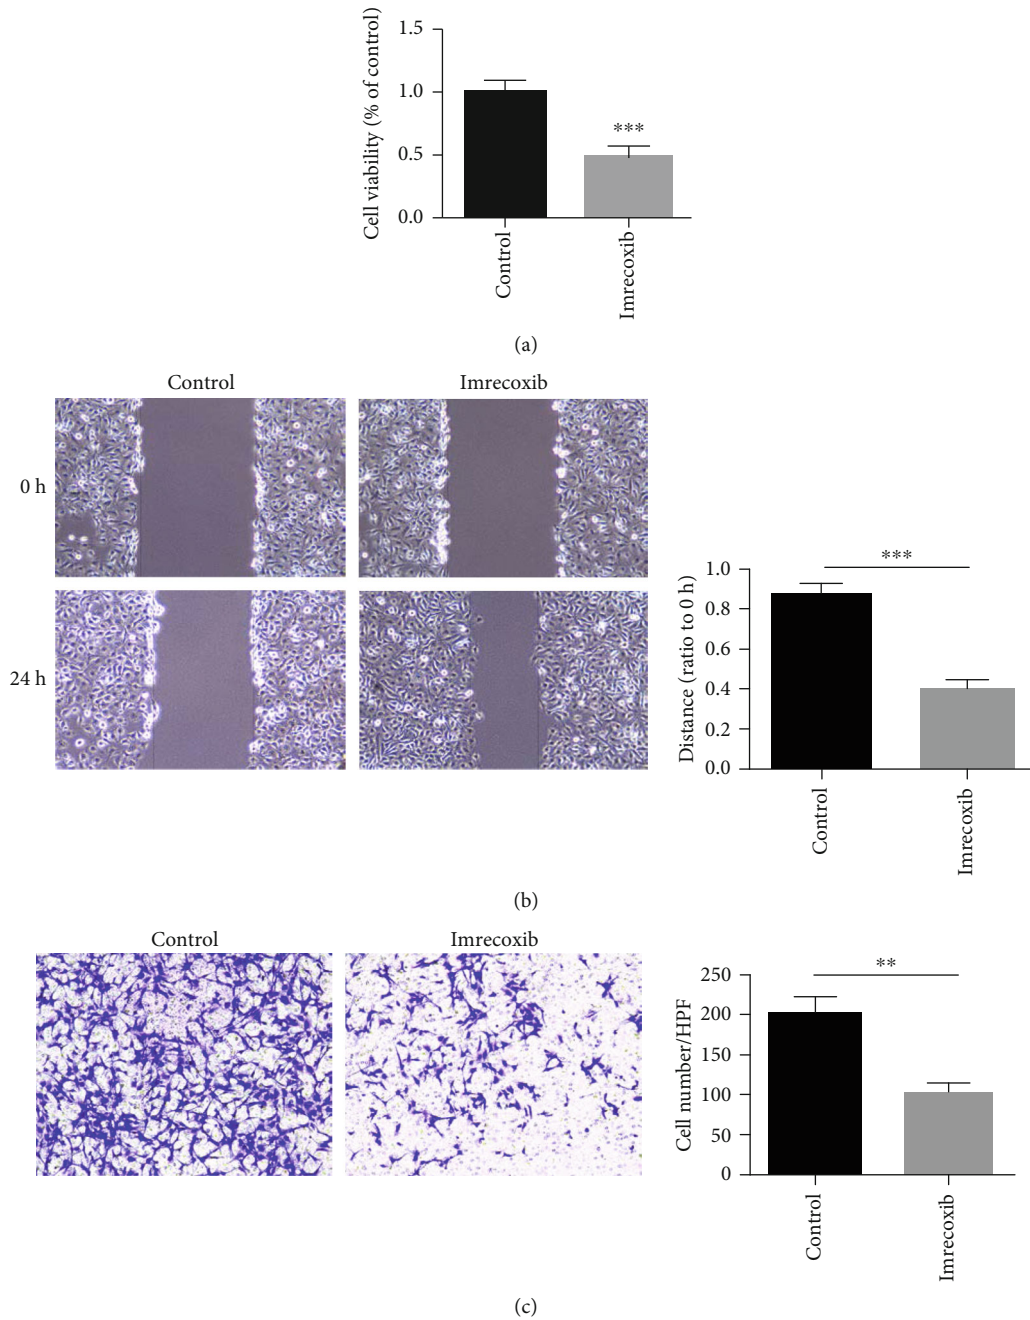 Cell viability (% of control)
1.5
1.0
0.5
0.0
***
Control
Imrecoxib
(a)
Control
Imrecoxib
0 h
24 h
Distance (ratio to 0 h)
1.0
0.8
0.6
0.4
0.2
0.0
***
Control
Imrecoxib
(b)
Control
Imrecoxib
Cell number/HPF
250
200
150
100
50
0
**
Control
Imrecoxib
(c)